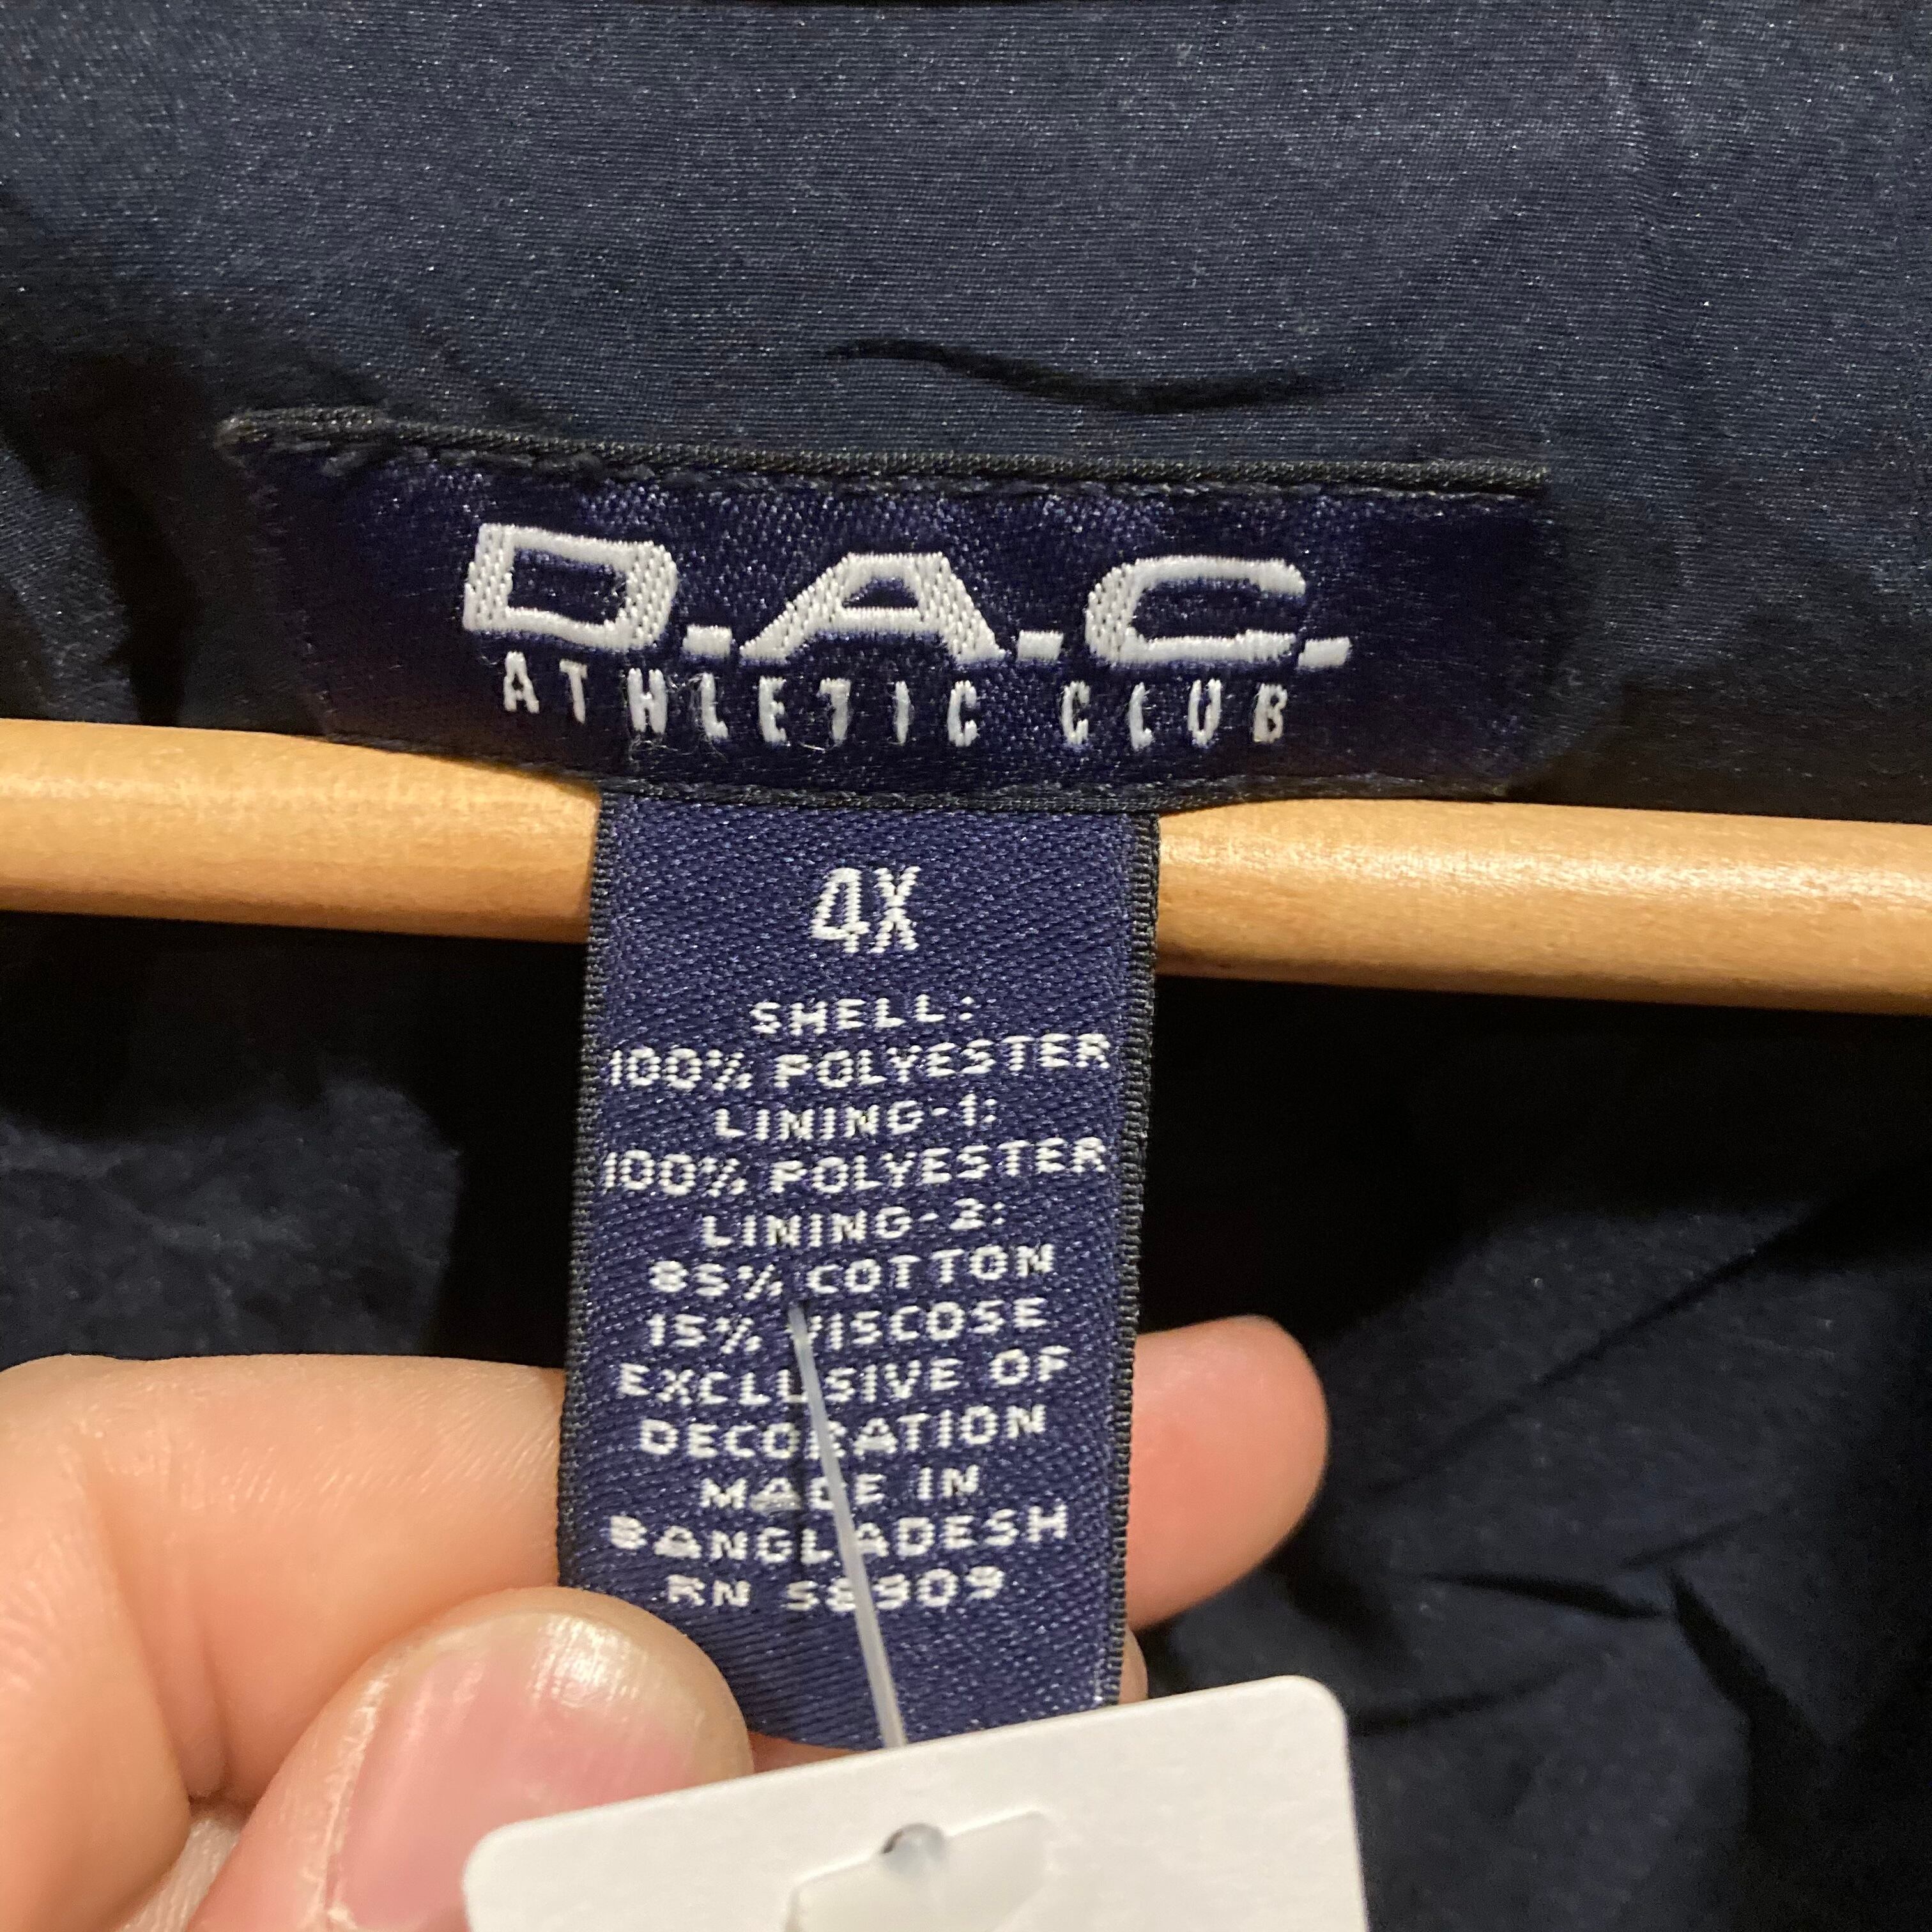 D.A.C.
ATHLETIC CLUB
4X
SHELL:
100% POLYESTER
LINING-1:
100% POLYESTER
LINING-2:
85% COTTON
15% VISCOSE
EXCLUSIVE OF
DECORATION
MADE IN
BANGLADESH
RN 58909